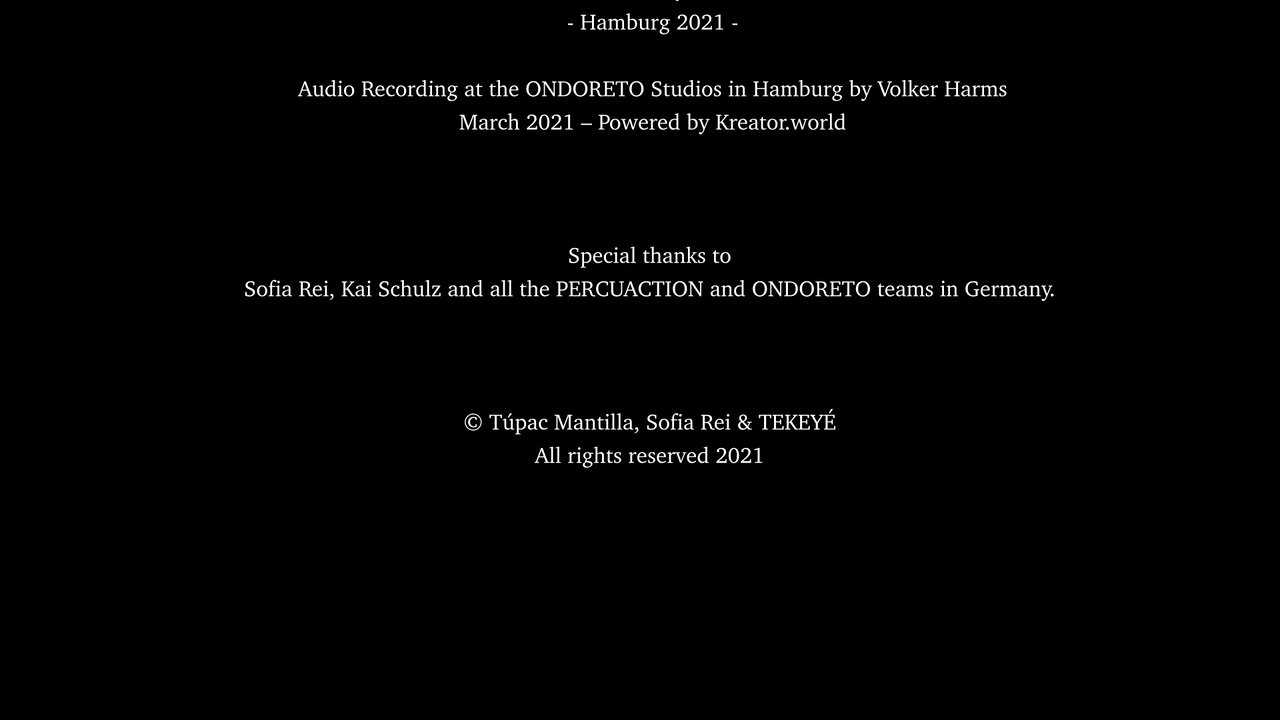 - Hamburg 2021 -
Audio Recording at the ONDORETO Studios in Hamburg by Volker Harms
March 2021 – Powered by Kreator.world
Special thanks to
Sofia Rei, Kai Schulz and all the PERCUACTION and ONDORETO teams in Germany.
© Túpac Mantilla, Sofia Rei & TEKEYÉ
All rights reserved 2021